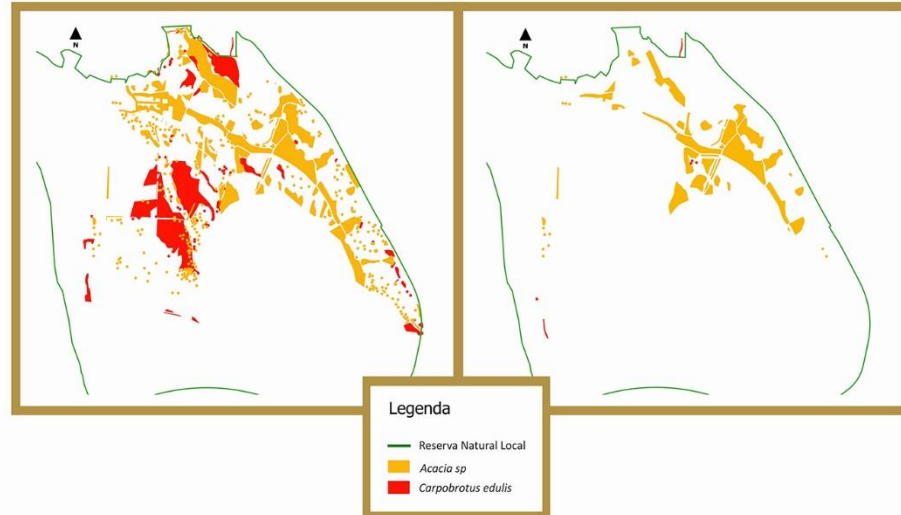 N
N
Legenda
Reserva Natural Local
Acacia sp
Carpobrotus edulis